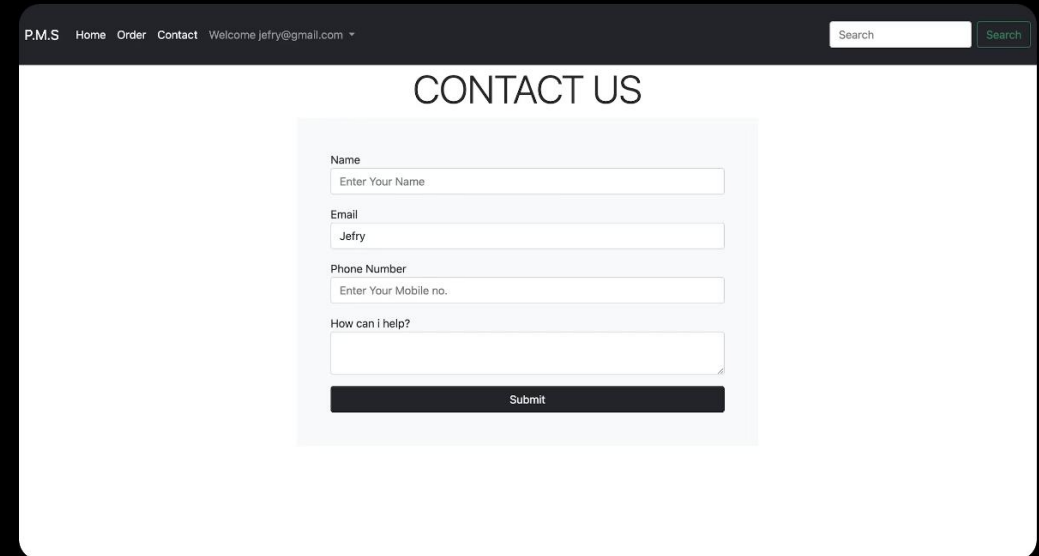 P.M.S Home Order Contact Welcome jefry@gmail.com Search Search
CONTACT US
Name
Enter Your Name
Email
Jefry
Phone Number
Enter Your Mobile no.
How can i help?
Submit